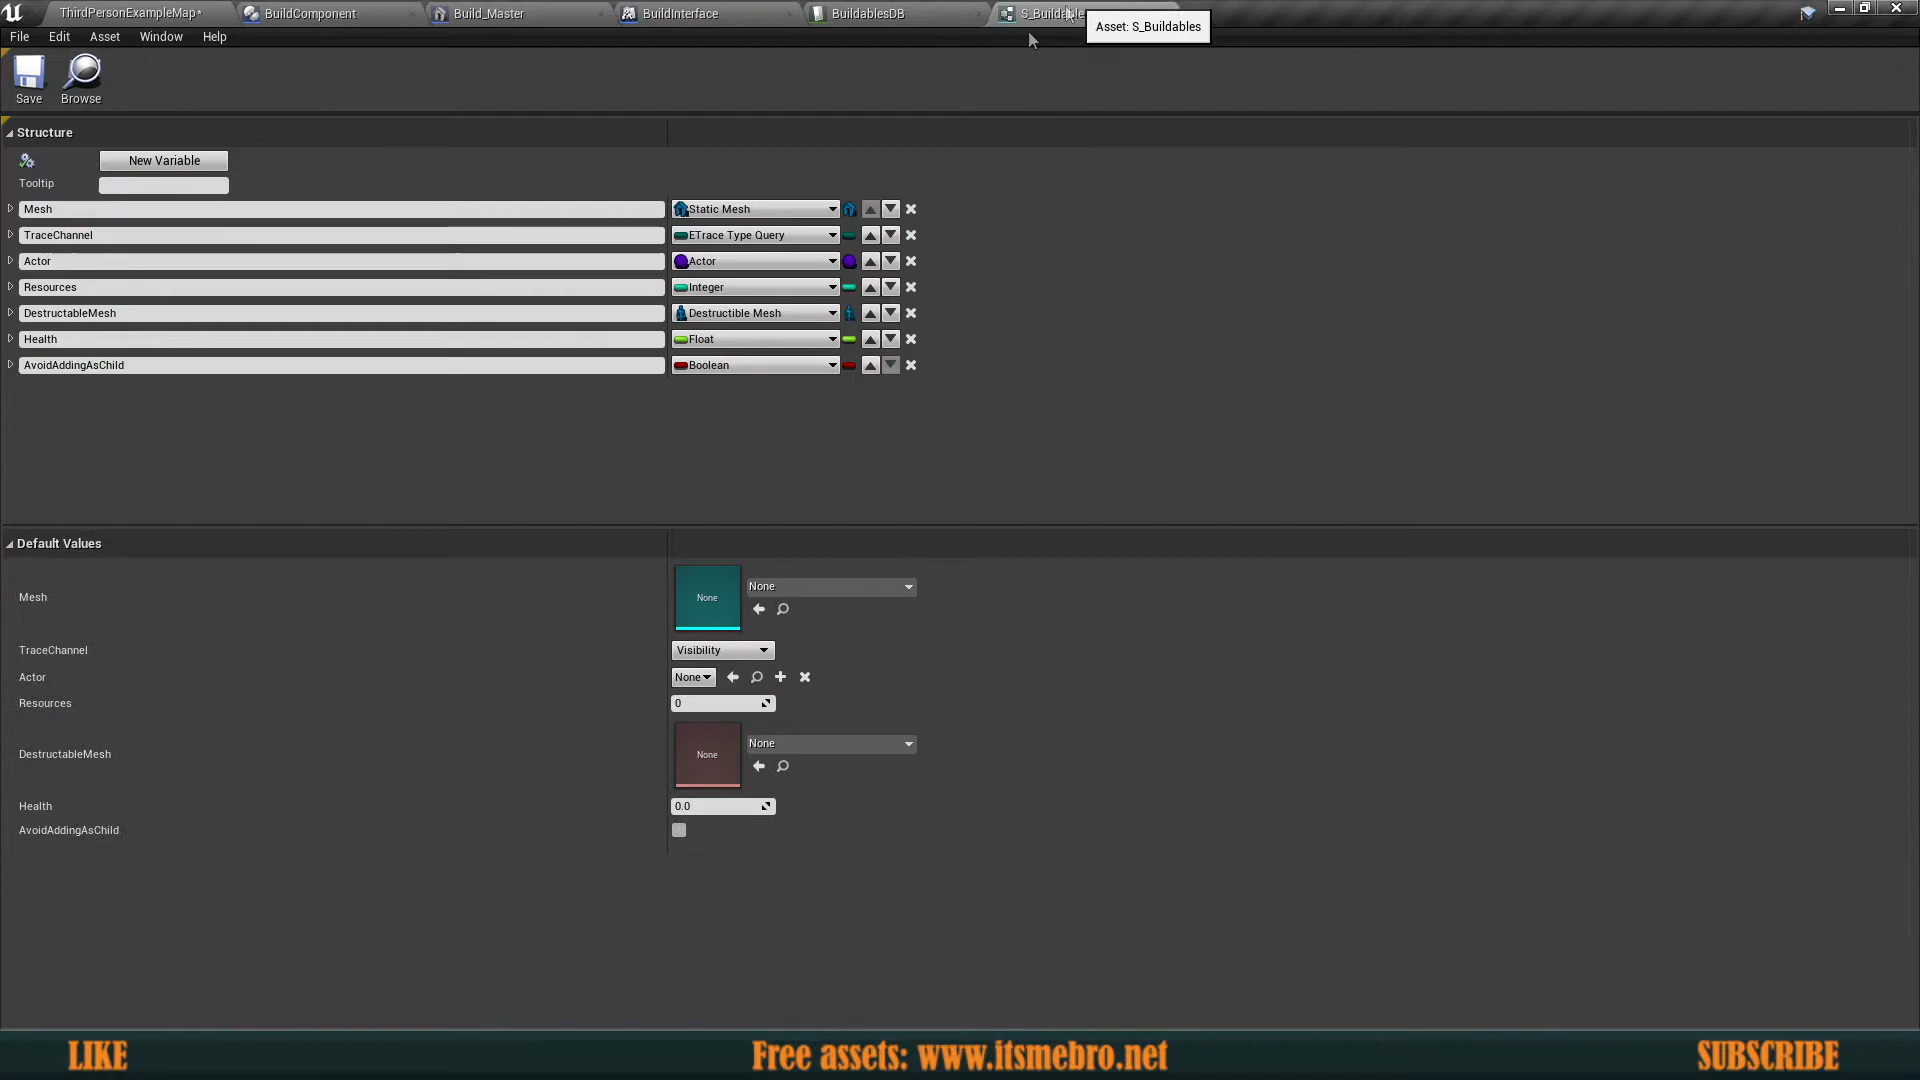 ThirdPersonExampleMap*
BuildComponent
Build_Master
BuildInterface
BuildablesDB
S_Buildable
Asset: S_Buildables
File
Edit
Asset
Window
Help
Save
Browse
Structure
New Variable
Tooltip
Mesh
Static Mesh
TraceChannel
ETrace Type Query
Actor
Actor
Resources
Integer
DestructableMesh
Destructible Mesh
Health
Float
AvoidAddingAsChild
Boolean
Default Values
Mesh
None
None
TraceChannel
Visibility
Actor
None
Resources
0
DestructableMesh
None
None
Health
0.0
AvoidAddingAsChild
LIKE
Free assets: www.itsmebro.net
SUBSCRIBE